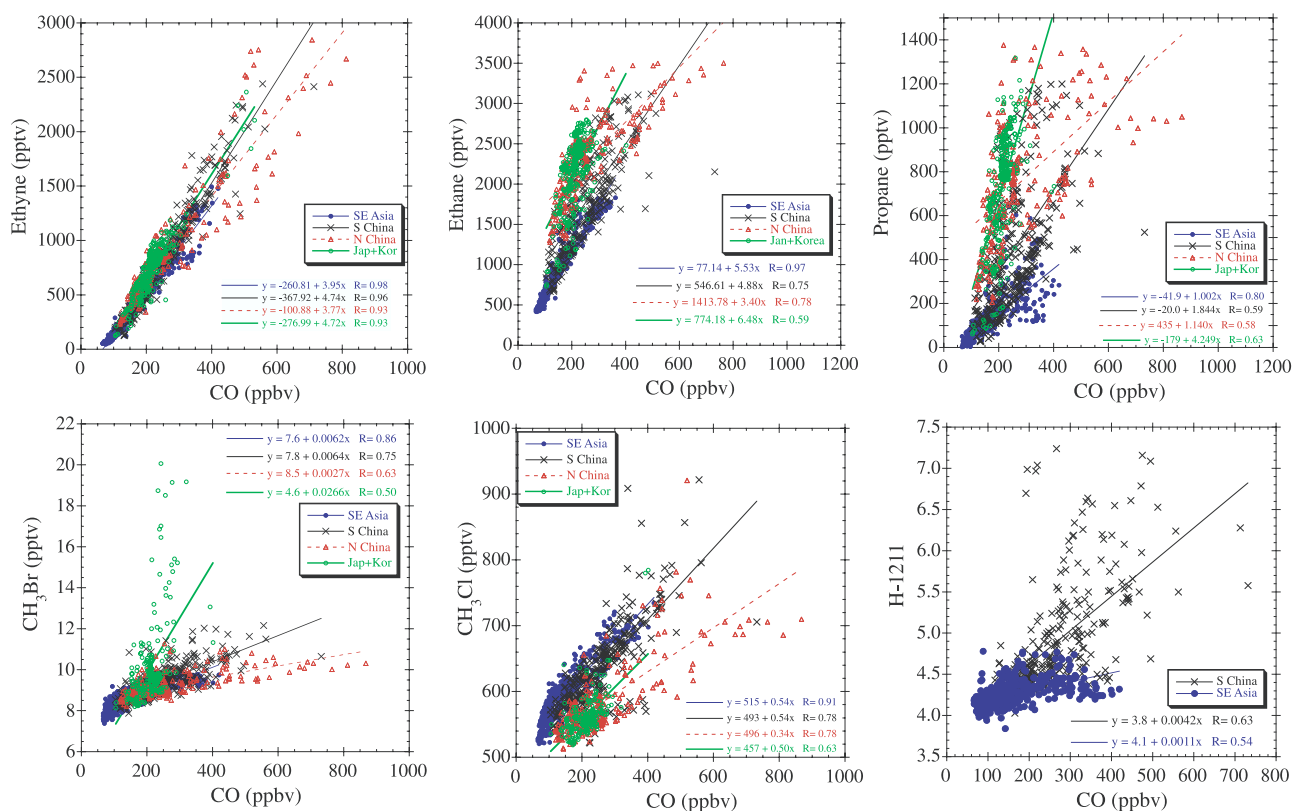 3000
2500
2000
1500
1000
500
0
Ethyne (pptv)
0 200 400 600 800 1000
CO (ppbv)
SE Asia
S China
N China
Jap+Kor
y = -260.81 + 3.95x R= 0.98
y = -367.92 + 4.74x R= 0.96
y = -100.88 + 3.77x R= 0.93
y = -276.99 + 4.72x R= 0.93
4000
3500
3000
2500
2000
1500
1000
500
0
Ethane (pptv)
0 200 400 600 800 1000
CO (ppbv)
SE Asia
S China
N China
Jan+Korea
y = 77.14 + 5.53x R= 0.97
y = 546.61 + 4.88x R= 0.75
y = 1413.78 + 3.40x R= 0.78
y = 774.18 + 6.48x R= 0.59
1400
1200
1000
800
600
400
200
0
Propane (pptv)
0 200 400 600 800 1000 1200
CO (ppbv)
SE Asia
S China
N China
Jap+Kor
y = -41.9 + 1.002x R= 0.80
y = -20.0 + 1.844x R= 0.59
y = 435 + 1.140x R= 0.58
y = -179 + 4.249x R= 0.63
22
20
18
16
14
12
10
8
6
CH3Br (pptv)
0 200 400 600 800 1000
CO (ppbv)
y = 7.6 + 0.0062x R= 0.86
y = 7.8 + 0.0064x R= 0.75
y = 8.5 + 0.0027x R= 0.63
y = 4.6 + 0.0266x R= 0.50
SE Asia
S China
N China
Jap+Kor
1000
900
800
700
600
500
CH3Cl (pptv)
0 200 400 600 800 1000
CO (ppbv)
SE Asia
S China
N China
Jap+Kor
y = 515 + 0.54x R= 0.91
y = 493 + 0.54x R= 0.78
y = 496 + 0.34x R= 0.78
y = 457 + 0.50x R= 0.63
7.5
7.0
6.5
6.0
5.5
5.0
4.5
4.0
3.5
H-1211
0 100 200 300 400 500 600 700 800
CO (ppbv)
S China
SE Asia
y = 3.8 + 0.0042x R= 0.63
y = 4.1 + 0.0011x R= 0.54